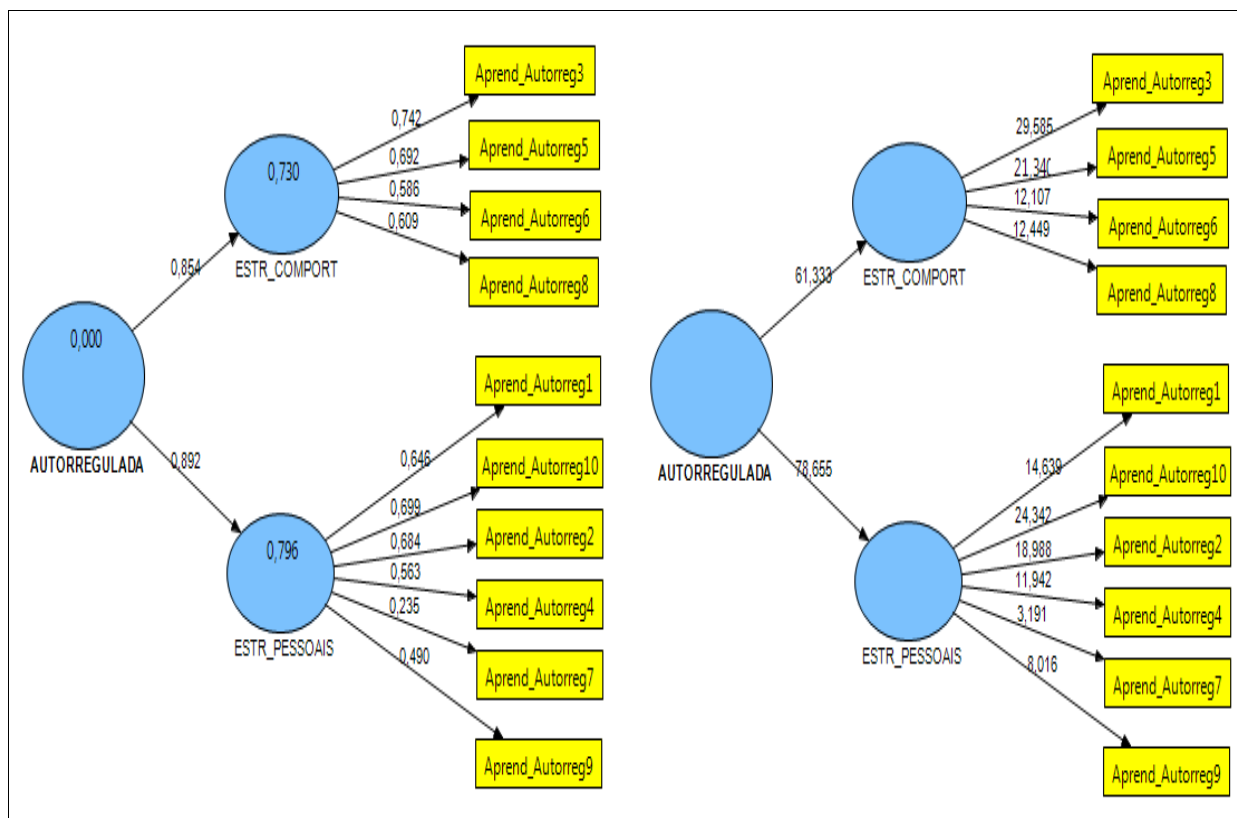 Aprend_Autorreg3
0,742
0,692
0,586
0,609
Aprend_Autorreg5
Aprend_Autorreg6
Aprend_Autorreg8
0,730
ESTR_COMPORT
0,854
0,000
AUTORREGULADA
0,892
0,796
ESTR_PESSOAIS
0,646
0,699
0,684
0,563
0,235
0,490
Aprend_Autorreg1
Aprend_Autorreg10
Aprend_Autorreg2
Aprend_Autorreg4
Aprend_Autorreg7
Aprend_Autorreg9
Aprend_Autorreg3
29,585
21,340
12,107
12,449
Aprend_Autorreg5
Aprend_Autorreg6
Aprend_Autorreg8
ESTR_COMPORT
61,333
AUTORREGULADA
78,655
ESTR_PESSOAIS
14,639
24,342
18,988
11,942
3,191
8,016
Aprend_Autorreg1
Aprend_Autorreg10
Aprend_Autorreg2
Aprend_Autorreg4
Aprend_Autorreg7
Aprend_Autorreg9